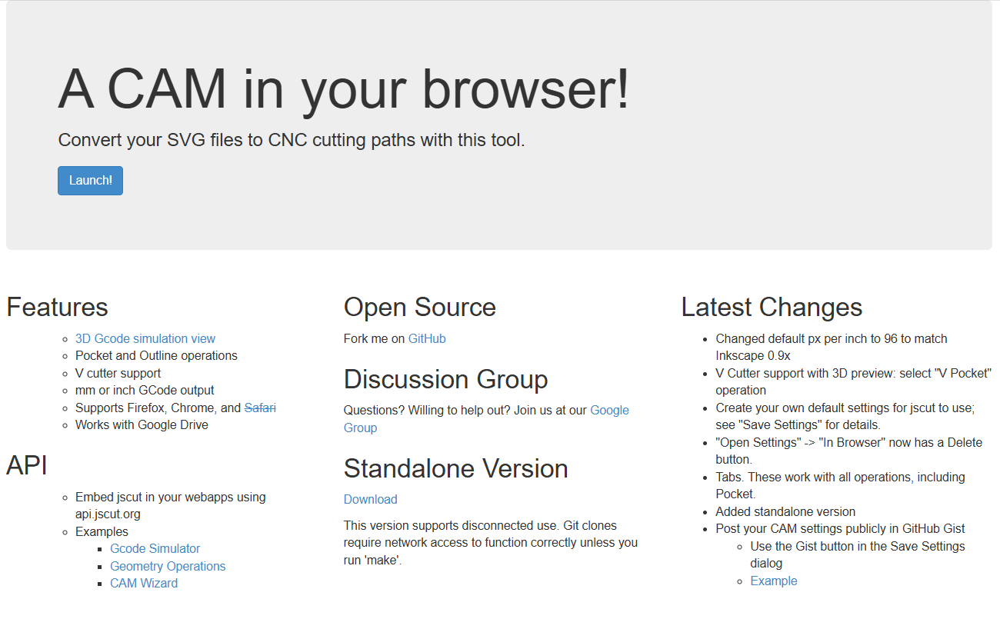 A CAM in your browser!
Convert your SVG files to CNC cutting paths with this tool.
Launch!
Features
3D Gcode simulation view
Pocket and Outline operations
V cutter support
mm or inch GCode output
Supports Firefox, Chrome, and Safari
Works with Google Drive
API
Embed jscut in your webapps using
api.jscut.org
Examples
Gcode Simulator
Geometry Operations
CAM Wizard
Open Source
Fork me on GitHub
Discussion Group
Questions? Willing to help out? Join us at our Google
Group
Standalone Version
Download
This version supports disconnected use. Git clones
require network access to function correctly unless you
run 'make'.
Latest Changes
Changed default px per inch to 96 to match
Inkscape 0.9x
V Cutter support with 3D preview: select "V Pocket"
operation
Create your own default settings for jscut to use;
see "Save Settings" for details.
"Open Settings" -> "In Browser" now has a Delete
button.
Tabs. These work with all operations, including
Pocket.
Added standalone version
Post your CAM settings publicly in GitHub Gist
Use the Gist button in the Save Settings
dialog
Example